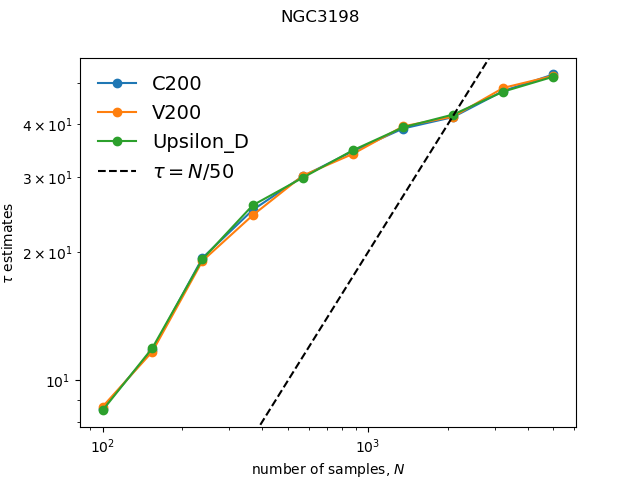 NGC3198
C200
V200
Upsilon_D
τ = N/50
4 × 10¹
3 × 10¹
2 × 10¹
10¹
τ estimates
10² 10³
number of samples, N